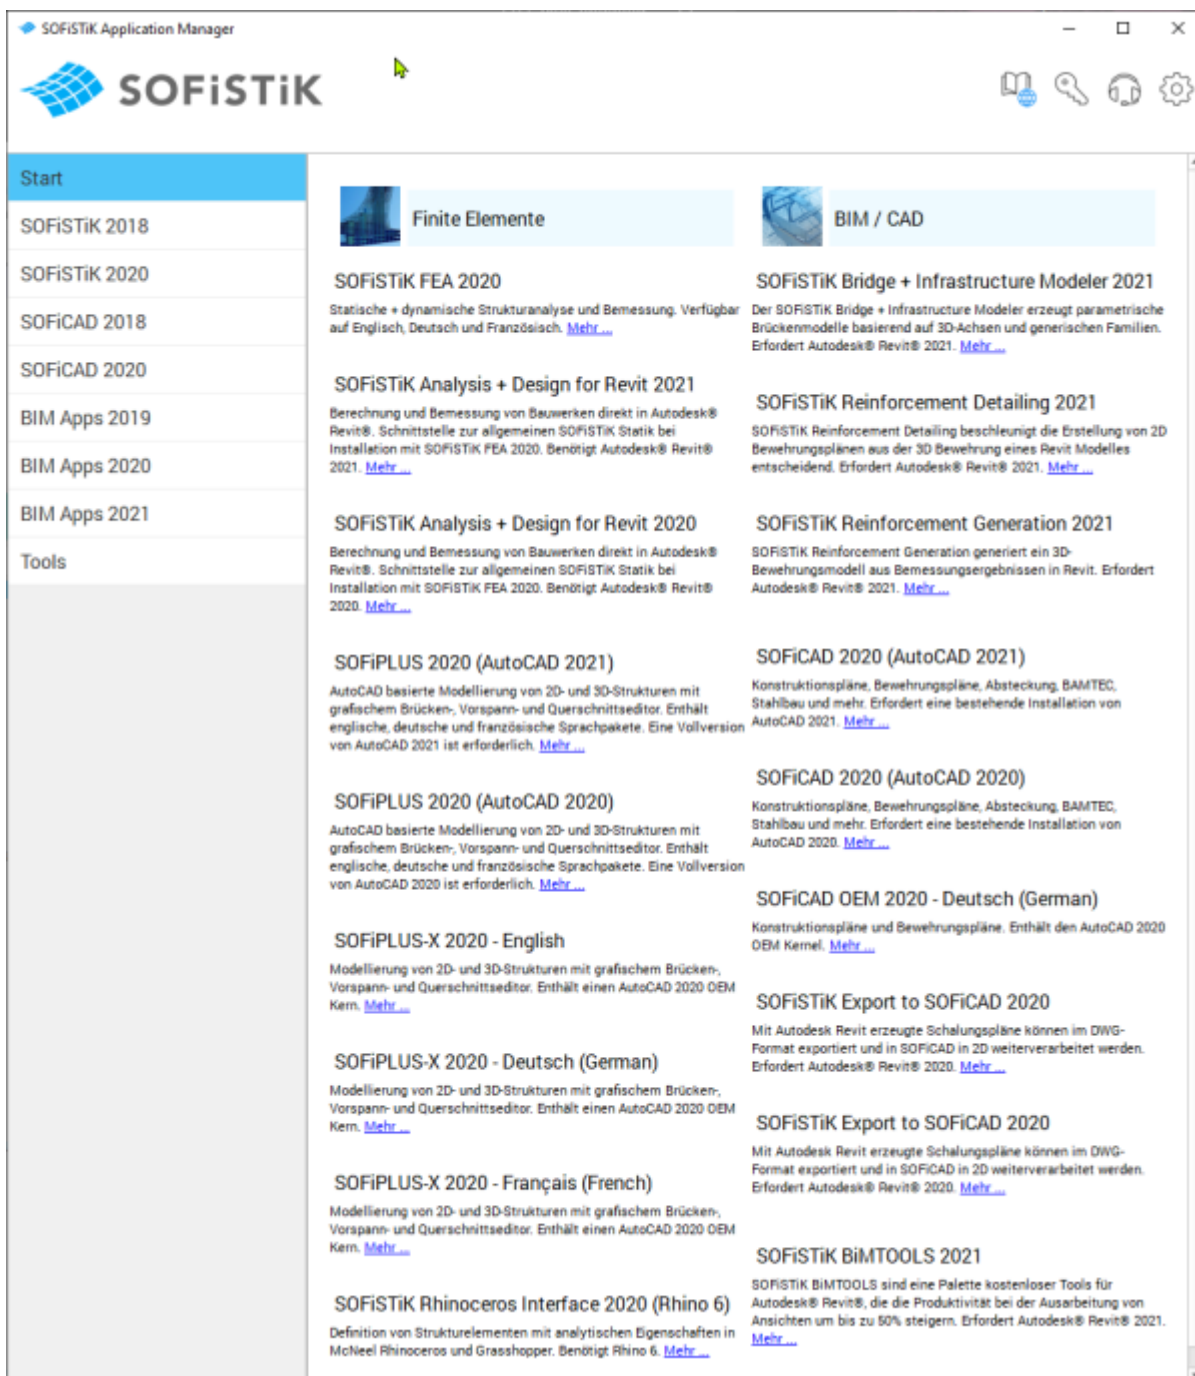 SOFiSTiK Application Manager
SOFiSTiK
Start
SOFiSTiK 2018
SOFiSTiK 2020
SOFiCAD 2018
SOFiCAD 2020
BIM Apps 2019
BIM Apps 2020
BIM Apps 2021
Tools
Finite Elemente
SOFiSTiK FEA 2020
Statische + dynamische Strukturanalyse und Bemessung. Verfügbar
auf Englisch, Deutsch und Französisch. Mehr ...
SOFiSTiK Analysis + Design for Revit 2021
Berechnung und Bemessung von Bauwerken direkt in Autodesk®
Revit®. Schnittstelle zur allgemeinen SOFiSTiK Statik bei
Installation mit SOFiSTiK FEA 2020. Benötigt Autodesk® Revit®
2021. Mehr ...
SOFiSTiK Analysis + Design for Revit 2020
Berechnung und Bemessung von Bauwerken direkt in Autodesk®
Revit®. Schnittstelle zur allgemeinen SOFiSTiK Statik bei
Installation mit SOFiSTiK FEA 2020. Benötigt Autodesk® Revit®
2020. Mehr ...
SOFiPLUS 2020 (AutoCAD 2021)
AutoCAD basierte Modellierung von 2D- und 3D-Strukturen mit
grafischem Brücken-, Vorspann- und Querschnittseditor. Enthält
englische, deutsche und französische Sprachpakete. Eine Vollversion
von AutoCAD 2021 ist erforderlich. Mehr ...
SOFiPLUS 2020 (AutoCAD 2020)
AutoCAD basierte Modellierung von 2D- und 3D-Strukturen mit
grafischem Brücken-, Vorspann- und Querschnittseditor. Enthält
englische, deutsche und französische Sprachpakete. Eine Vollversion
von AutoCAD 2020 ist erforderlich. Mehr ...
SOFiPLUS-X 2020 - English
Modellierung von 2D- und 3D-Strukturen mit grafischem Brücken-,
Vorspann- und Querschnittseditor. Enthält einen AutoCAD 2020 OEM
Kern. Mehr ...
SOFiPLUS-X 2020 - Deutsch (German)
Modellierung von 2D- und 3D-Strukturen mit grafischem Brücken-,
Vorspann- und Querschnittseditor. Enthält einen AutoCAD 2020 OEM
Kern. Mehr ...
SOFiPLUS-X 2020 - Français (French)
Modellierung von 2D- und 3D-Strukturen mit grafischem Brücken-,
Vorspann- und Querschnittseditor. Enthält einen AutoCAD 2020 OEM
Kern. Mehr ...
SOFiSTiK Rhinoceros Interface 2020 (Rhino 6)
Definition von Strukturelementen mit analytischen Eigenschaften in
McNeel Rhinoceros und Grasshopper. Benötigt Rhino 6. Mehr ...
BIM / CAD
SOFiSTiK Bridge + Infrastructure Modeler 2021
Der SOFiSTiK Bridge + Infrastructure Modeler erzeugt parametrische
Brückenmodelle basierend auf 3D-Achsen und generischen Familien.
Erfordert Autodesk® Revit® 2021. Mehr ...
SOFiSTiK Reinforcement Detailing 2021
SOFiSTiK Reinforcement Detailing beschleunigt die Erstellung von 2D
Bewehrungsplänen aus der 3D Bewehrung eines Revit Modelles
entscheidend. Erfordert Autodesk® Revit® 2021. Mehr ...
SOFiSTiK Reinforcement Generation 2021
SOFiSTiK Reinforcement Generation generiert ein 3D-
Bewehrungsmodell aus Bemessungsergebnissen in Revit. Erfordert
Autodesk® Revit® 2021. Mehr ...
SOFiCAD 2020 (AutoCAD 2021)
Konstruktionspläne, Bewehrungspläne, Absteckung, BAMTEC,
Stahlbau und mehr. Erfordert eine bestehende Installation von
AutoCAD 2021. Mehr ...
SOFiCAD 2020 (AutoCAD 2020)
Konstruktionspläne, Bewehrungspläne, Absteckung, BAMTEC,
Stahlbau und mehr. Erfordert eine bestehende Installation von
AutoCAD 2020. Mehr ...
SOFiCAD OEM 2020 - Deutsch (German)
Konstruktionspläne und Bewehrungspläne. Enthält den AutoCAD 2020
OEM Kernel. Mehr ...
SOFiSTiK Export to SOFiCAD 2020
Mit Autodesk Revit erzeugte Schalungspläne können im DWG-
Format exportiert und in SOFiCAD in 2D weiterverarbeitet werden.
Erfordert Autodesk® Revit® 2020. Mehr ...
SOFiSTiK Export to SOFiCAD 2020
Mit Autodesk Revit erzeugte Schalungspläne können im DWG-
Format exportiert und in SOFiCAD in 2D weiterverarbeitet werden.
Erfordert Autodesk® Revit® 2020. Mehr ...
SOFiSTiK BiMTOOLS 2021
SOFiSTiK BiMTOOLS sind eine Palette kostenloser Tools für
Autodesk® Revit®, die die Produktivität bei der Ausarbeitung von
Ansichten um bis zu 50% steigern. Erfordert Autodesk® Revit® 2021.
Mehr ...